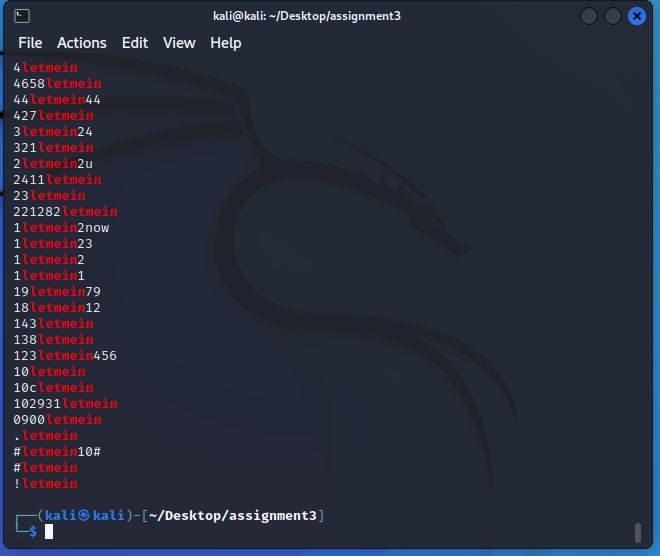 kali@kali: ~/Desktop/assignment3
File Actions Edit View Help
4letmein
4658letmein
44letmein44
427letmein
3letmein24
321letmein
2letmein2u
2411letmein
23letmein
221282letmein
1letmein2now
1letmein23
1letmein2
1letmein1
19letmein79
18letmein12
143letmein
138letmein
123letmein456
10letmein
10cletmein
102931letmein
0900letmein
.letmein
#letmein10#
#letmein
!letmein
┌──(kali㉿kali)-[~/Desktop/assignment3]
└─$